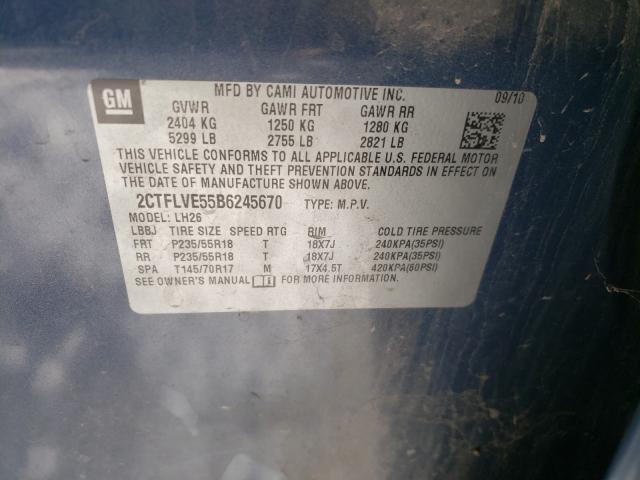 GM
MFD BY CAMI AUTOMOTIVE INC. 09/10
GVWR GAWR FRT GAWR RR
2404 KG 1250 KG 1280 KG
5299 LB 2755 LB 2821 LB
THIS VEHICLE CONFORMS TO ALL APPLICABLE U.S. FEDERAL MOTOR
VEHICLE SAFETY AND THEFT PREVENTION STANDARDS IN EFFECT ON
THE DATE OF MANUFACTURE SHOWN ABOVE.
2CTFLVE55B6245670 TYPE: M.P.V.
MODEL: LH26
LBBJ TIRE SIZE SPEED RTG RIM COLD TIRE PRESSURE
FRT P235/55R18 T 18X7J 240KPA(35PSI)
RR P235/55R18 T 18X7J 240KPA(35PSI)
SPA T145/70R17 M 17X4.5T 420KPA(60PSI)
SEE OWNER'S MANUAL FOR MORE INFORMATION.